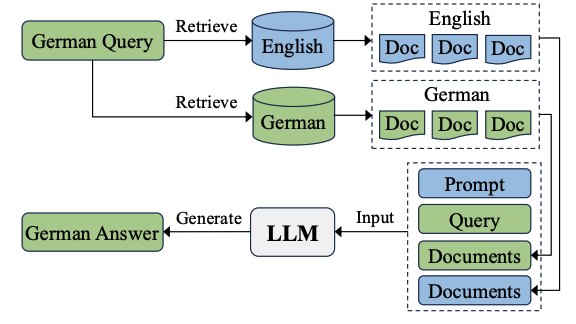 German Query
Retrieve
English
English
Doc Doc Doc
Retrieve
German
German
Doc Doc Doc
Prompt
Query
Documents
Documents
Input
LLM
Generate
German Answer